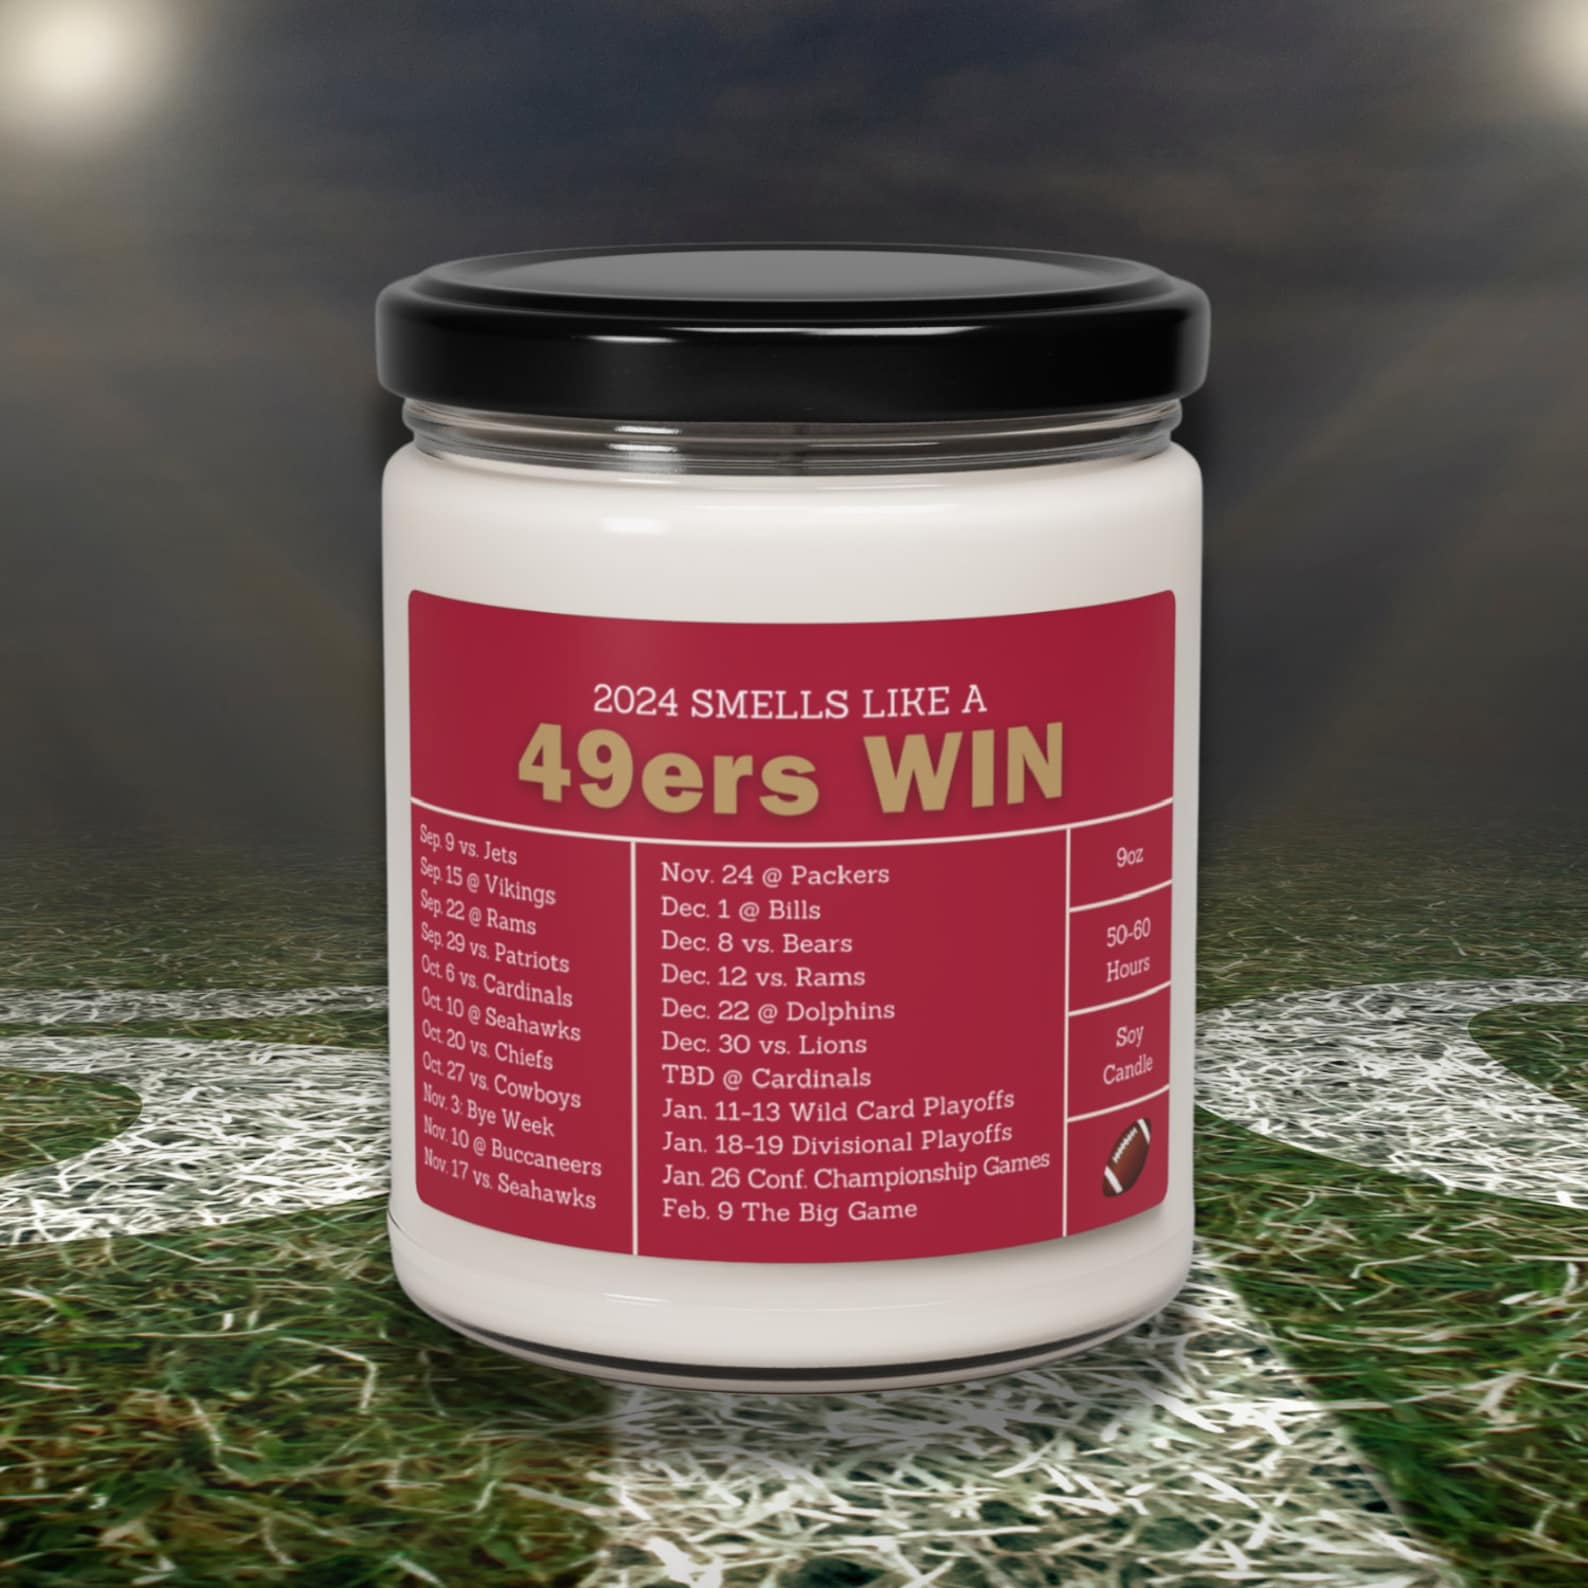 2024 SMELLS LIKE A
49ers WIN
Sep. 9 vs. Jets
Sep. 15 @ Vikings
Sep. 22 @ Rams
Sep. 29 vs. Patriots
Oct. 6 vs. Cardinals
Oct. 10 @ Seahawks
Oct. 20 vs. Chiefs
Oct. 27 vs. Cowboys
Nov. 3: Bye Week
Nov. 10 @ Buccaneers
Nov. 17 vs. Seahawks
Nov. 24 @ Packers
Dec. 1 @ Bills
Dec. 8 vs. Bears
Dec. 12 vs. Rams
Dec. 22 @ Dolphins
Dec. 30 vs. Lions
TBD @ Cardinals
Jan. 11-13 Wild Card Playoffs
Jan. 18-19 Divisional Playoffs
Jan. 26 Conf. Championship Games
Feb. 9 The Big Game
9oz
50-60
Hours
Soy
Candle